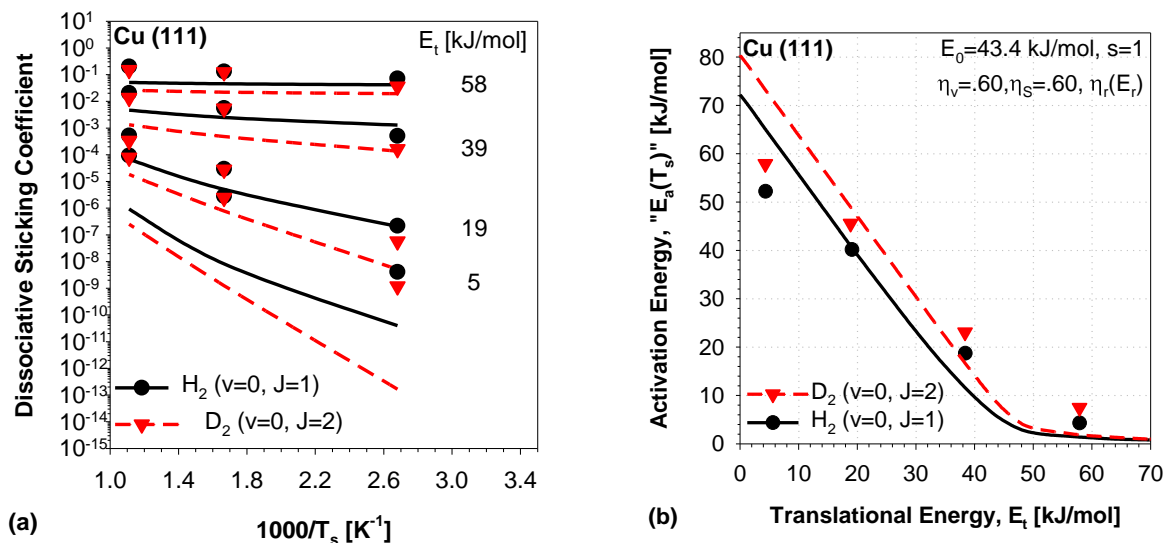 Cu (111)
E_t [kJ/mol]
10^0
10^-1
10^-2
10^-3
10^-4
10^-5
10^-6
10^-7
10^-8
10^-9
10^-10
10^-11
10^-12
10^-13
10^-14
10^-15
58
39
19
5
H_2 (v=0, J=1)
D_2 (v=0, J=2)
1.0 1.4 1.8 2.2 2.6 3.0 3.4
Dissociative Sticking Coefficient
1000/T_s [K^-1]
(a)
Cu (111)
E_0=43.4 kJ/mol, s=1
η_v=.60,η_S=.60, η_r(E_r)
80
70
60
50
40
30
20
10
0
D_2 (v=0, J=2)
H_2 (v=0, J=1)
0 10 20 30 40 50 60 70
Activation Energy, "E_a(T_s)" [kJ/mol]
Translational Energy, E_t [kJ/mol]
(b)